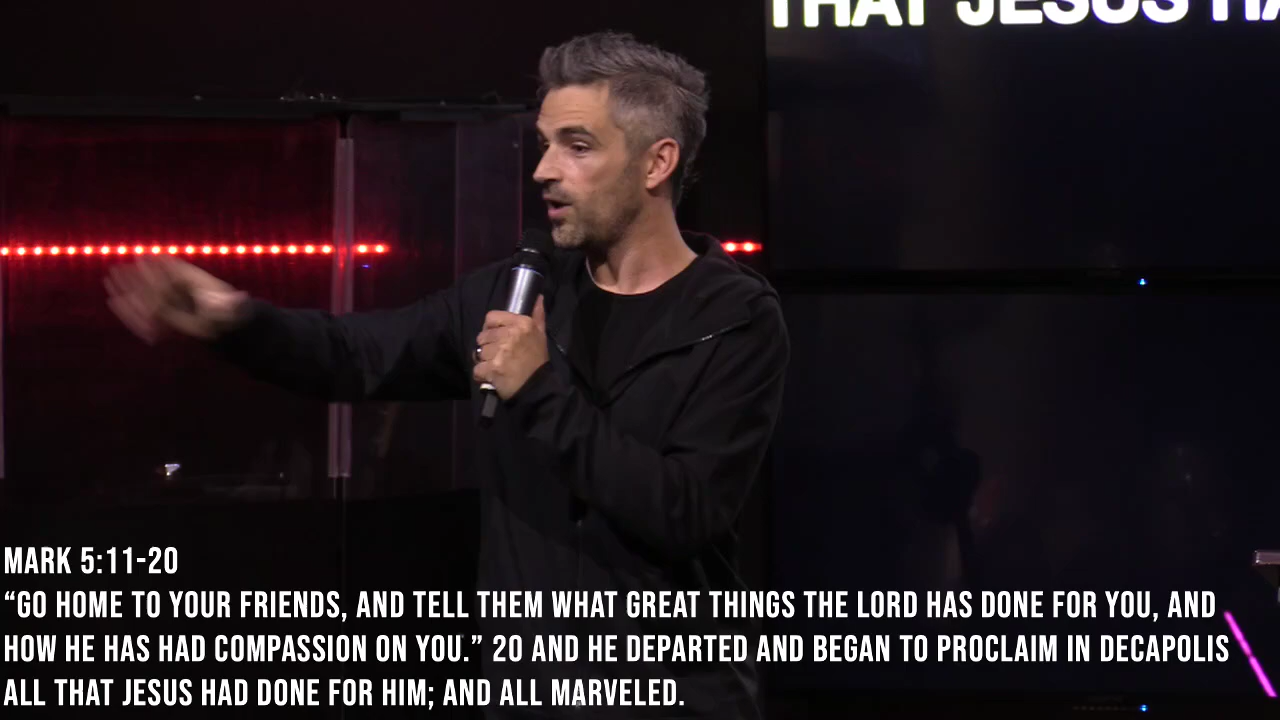 THAT JESUS
MARK 5:11-20
“GO HOME TO YOUR FRIENDS, AND TELL THEM WHAT GREAT THINGS THE LORD HAS DONE FOR YOU, AND
HOW HE HAS HAD COMPASSION ON YOU.” 20 AND HE DEPARTED AND BEGAN TO PROCLAIM IN DECAPOLIS
ALL THAT JESUS HAD DONE FOR HIM; AND ALL MARVELED.